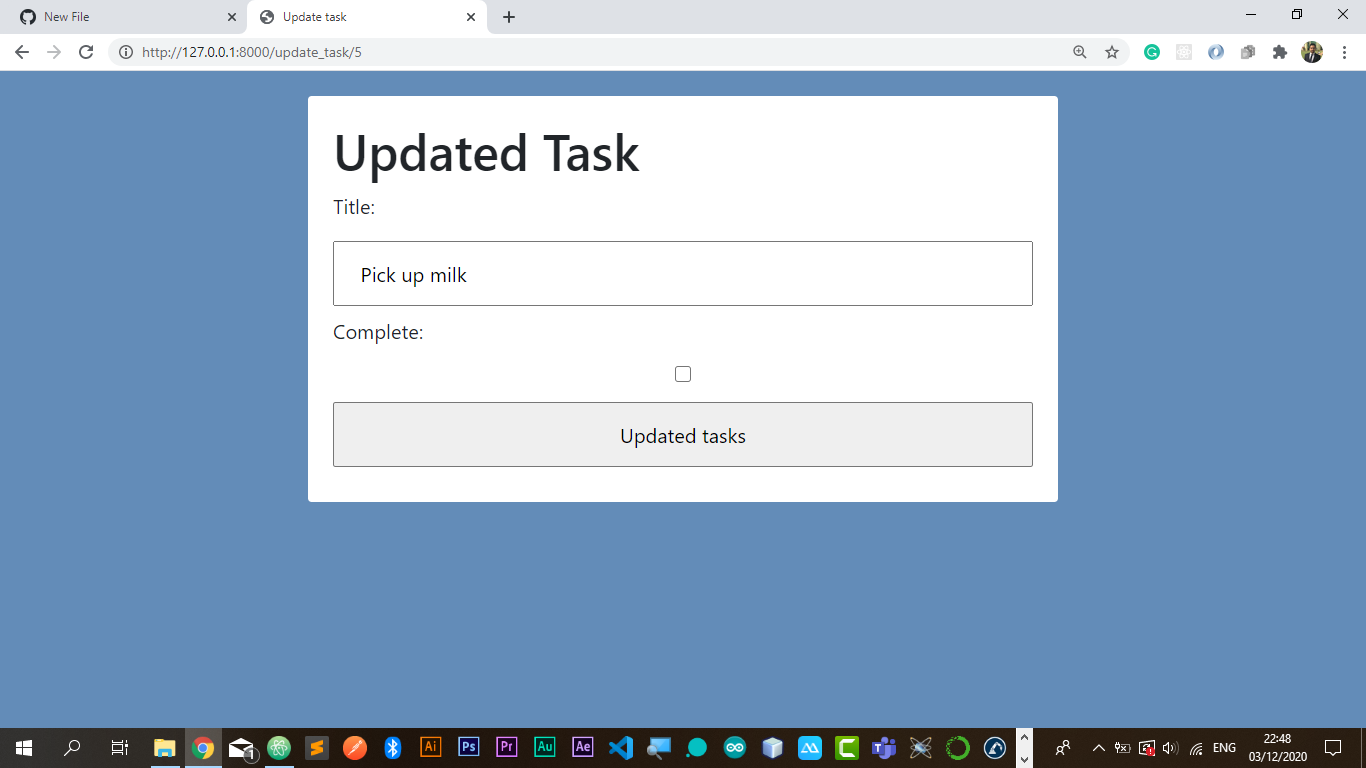 New File
Update task
http://127.0.0.1:8000/update_task/5
Updated Task
Title:
Pick up milk
Complete:
Updated tasks
1
Ai
Ps
Pr
Au
Ae
ENG
22:48
03/12/2020